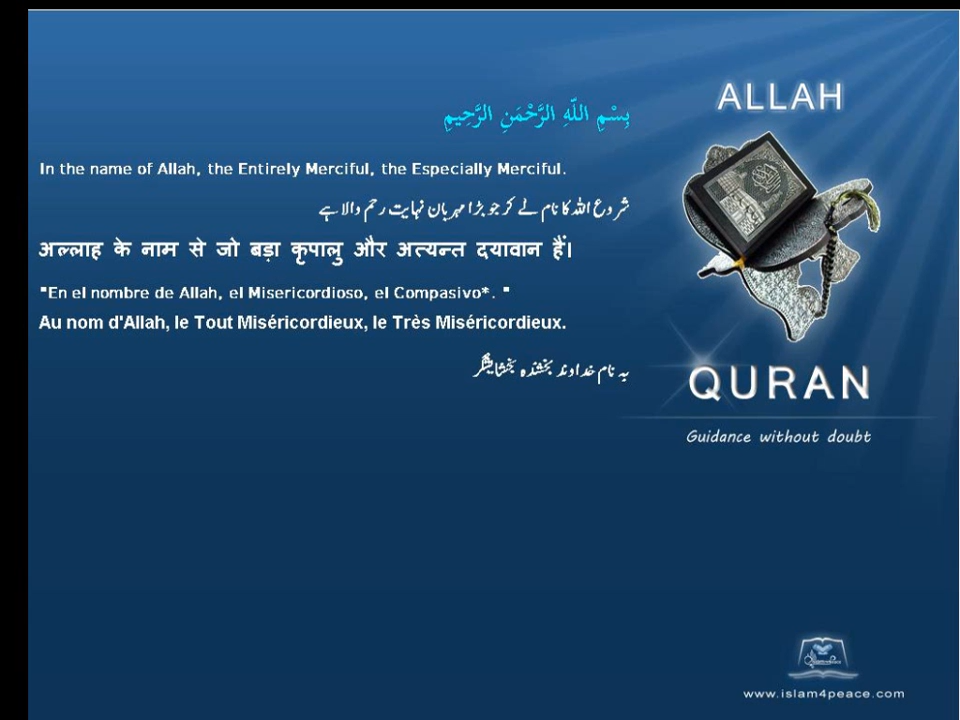 بِسْمِ اللَّهِ الرَّحْمَنِ الرَّحِيمِ
In the name of Allah, the Entirely Merciful, the Especially Merciful.
شروع اللہ کا نام لے کر جو بڑا مہربان نہایت رحم والا ہے
अल्लाह के नाम से जो बड़ा कृपालु और अत्यन्त दयावान हैं।
"En el nombre de Allah, el Misericordioso, el Compasivo*. "
Au nom d'Allah, le Tout Miséricordieux, le Très Miséricordieux.
به نام خداوند بخشنده بخشایشگر
ALLAH
QURAN
Guidance without doubt
www.islam4peace.com